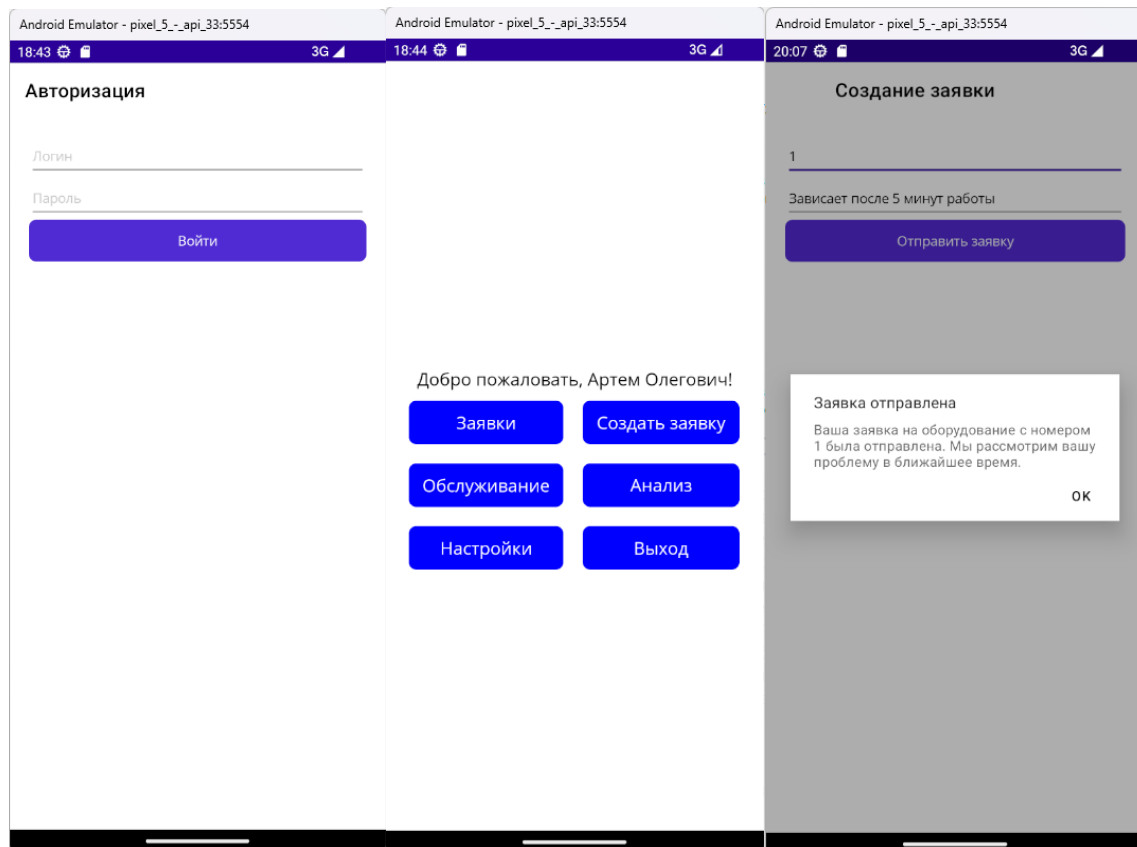 Android Emulator - pixel_5_-_api_33:5554
18:43 3G
Авторизация
Логин
Пароль
Войти
Android Emulator - pixel_5_-_api_33:5554
18:44 3G
Добро пожаловать, Артем Олегович!
Заявки Создать заявку
Обслуживание Анализ
Настройки Выход
Android Emulator - pixel_5_-_api_33:5554
20:07 3G
Создание заявки
1
Зависает после 5 минут работы
Отправить заявку
Заявка отправлена
Ваша заявка на оборудование с номером
1 была отправлена. Мы рассмотрим вашу
проблему в ближайшее время.
OK